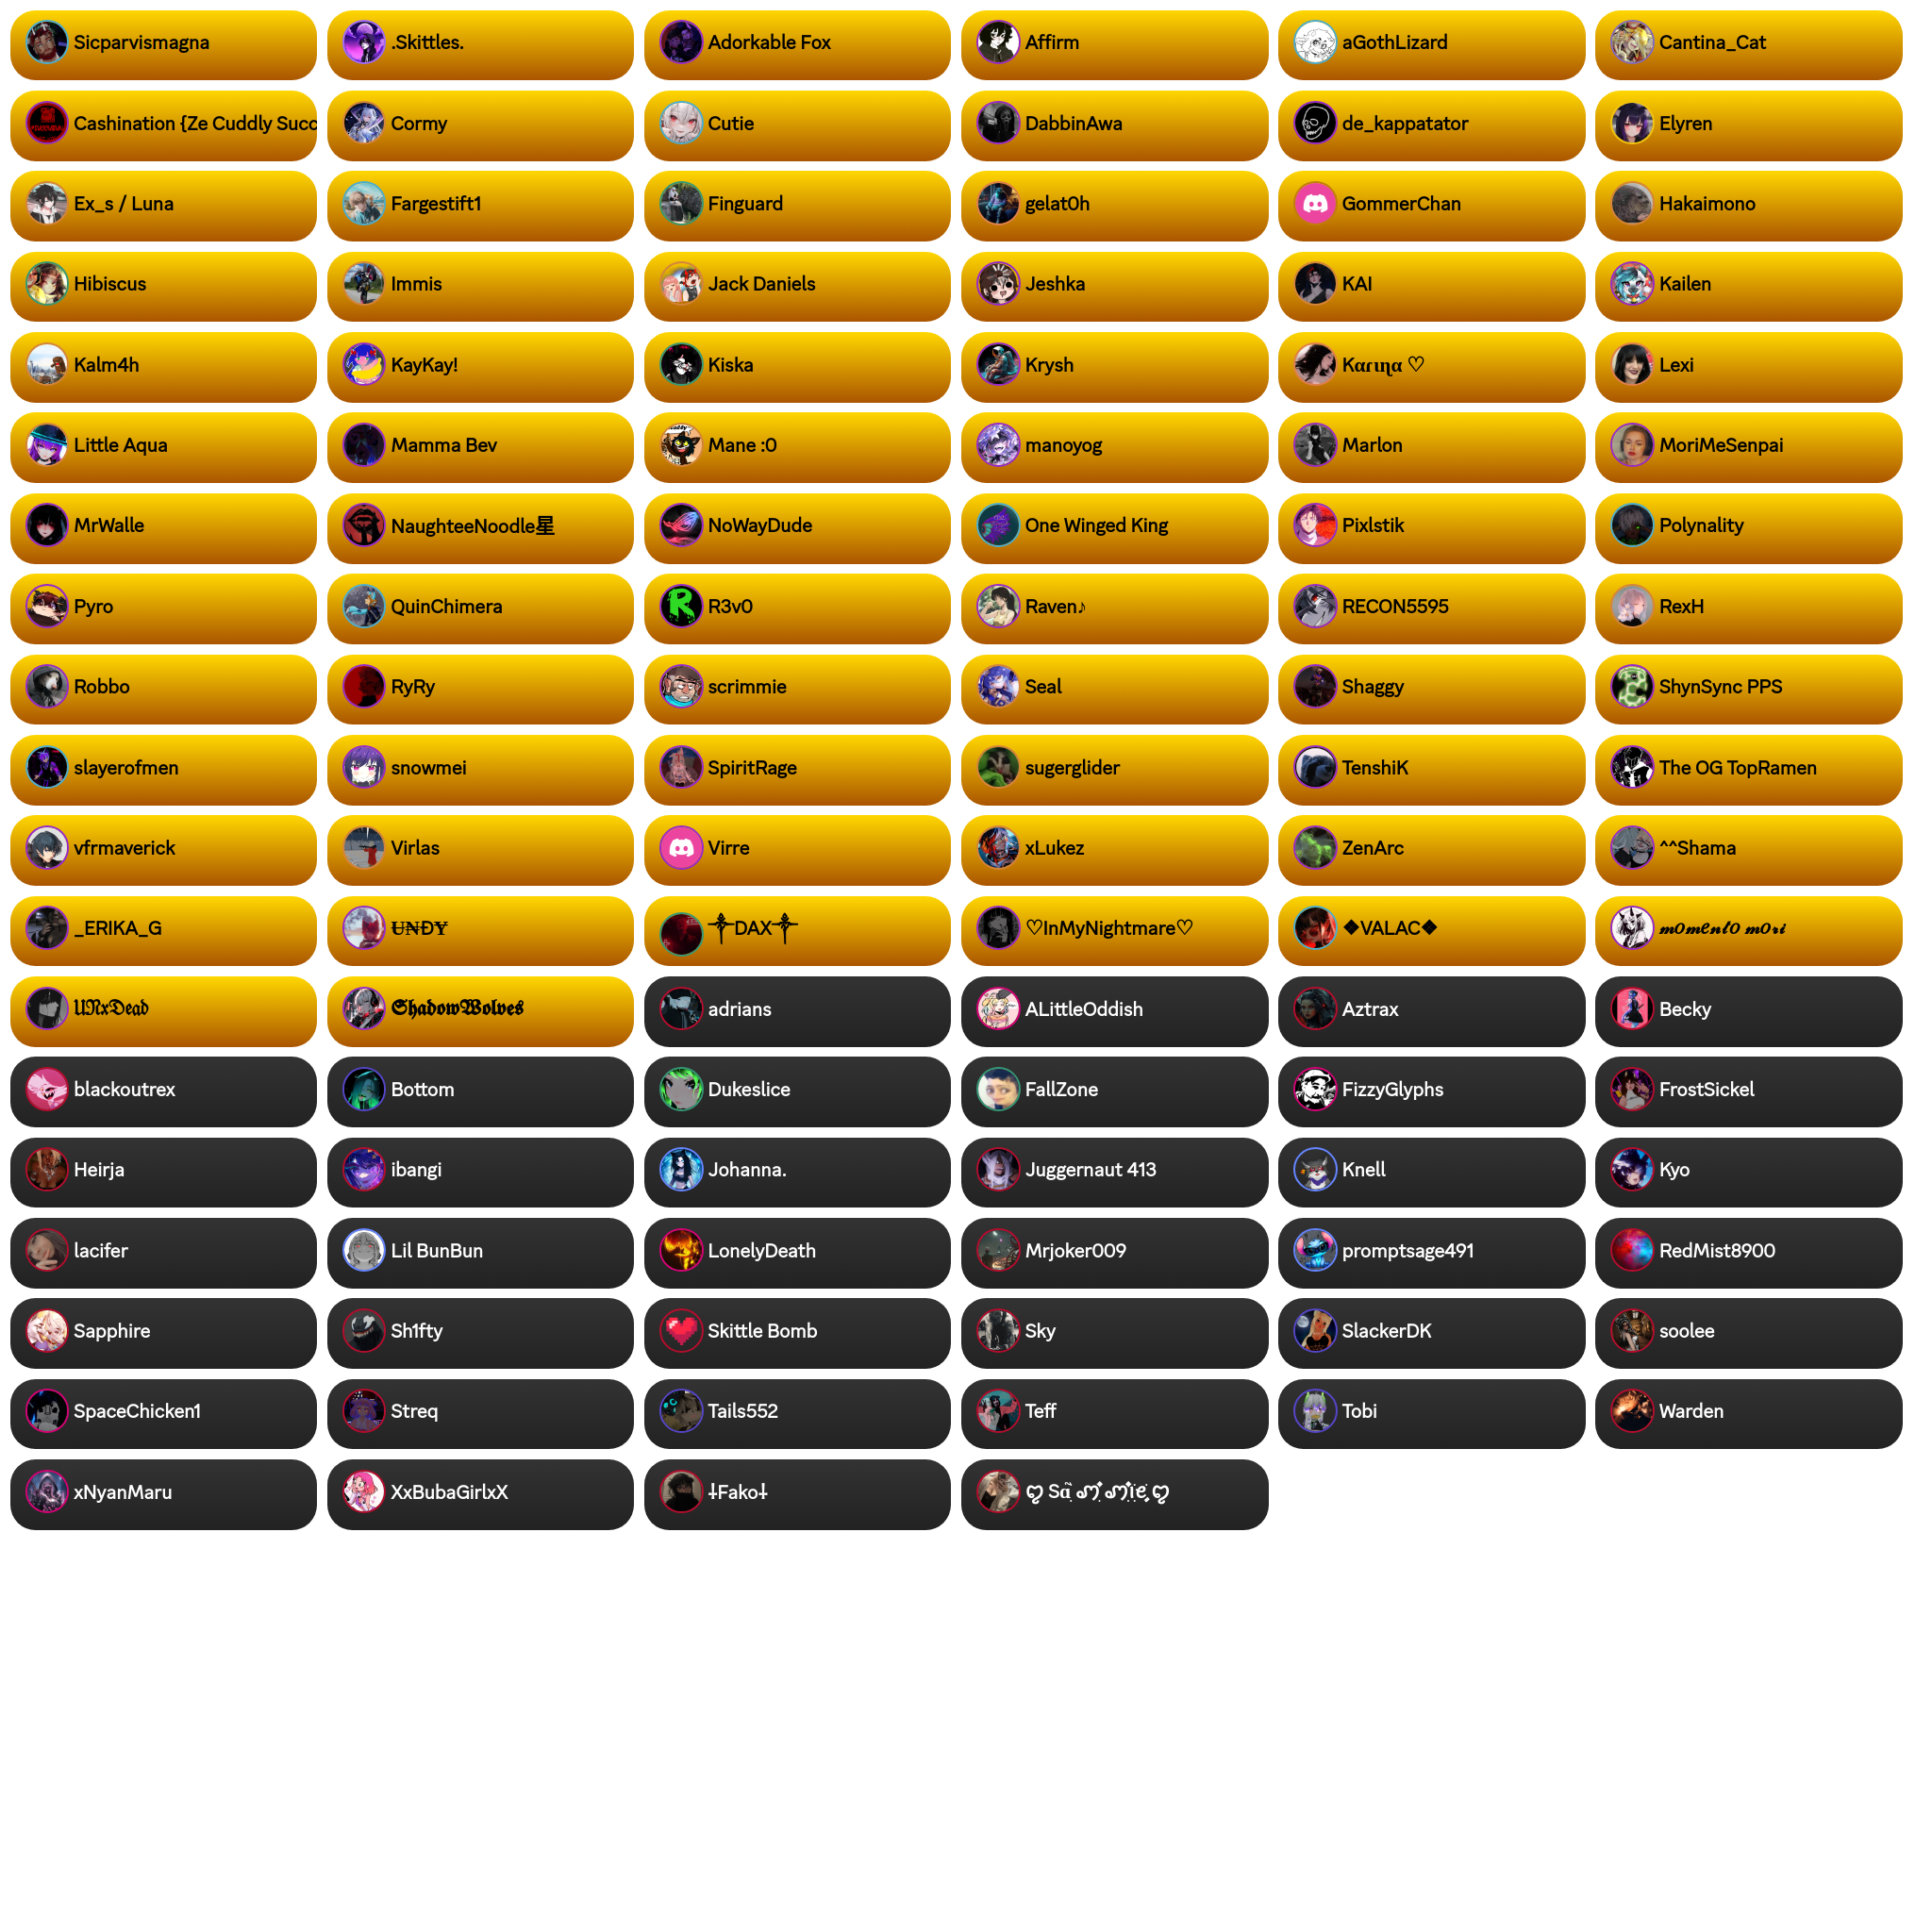 Sicparvismagna
.Skittles.
Adorkable Fox
Affirm
aGothLizard
Cantina_Cat
Cashination {Ze Cuddly Succ
Cormy
Cutie
DabbinAwa
de_kappatator
Elyren
Ex_s / Luna
Fargestift1
Finguard
gelat0h
GommerChan
Hakaimono
Hibiscus
Immis
Jack Daniels
Jeshka
KAI
Kailen
Kalm4h
KayKay!
Kiska
Krysh
Kαɾιɳα ♡
Lexi
Little Aqua
Mamma Bev
Mane :0
manoyog
Marlon
MoriMeSenpai
MrWalle
NaughteeNoodle星
NoWayDude
One Winged King
Pixlstik
Polynality
Pyro
QuinChimera
R3v0
Raven♪
RECON5595
RexH
Robbo
RyRy
scrimmie
Seal
Shaggy
ShynSync PPS
slayerofmen
snowmei
SpiritRage
sugerglider
TenshiK
The OG TopRamen
vfrmaverick
Virlas
Virre
xLukez
ZenArc
^^Shama
_ERIKA_G
U̶N̶ĐɎ
⸸DAX⸸
♡InMyNightmare♡
❖VALAC❖
𝓶𝓸𝓶𝓮𝓷𝓽𝓸 𝓶𝓸𝓻𝓲
𝔘𝔑𝔵𝔇𝔢𝔞𝔡
𝕾𝖍𝖆𝖉𝖔𝖜𝖂𝖔𝖑𝖛𝖊𝖘
adrians
ALittleOddish
Aztrax
Becky
blackoutrex
Bottom
Dukeslice
FallZone
FizzyGlyphs
FrostSickel
Heirja
ibangi
Johanna.
Juggernaut 413
Knell
Kyo
lacifer
Lil BunBun
LonelyDeath
Mrjoker009
promptsage491
RedMist8900
Sapphire
Sh1fty
Skittle Bomb
Sky
SlackerDK
soolee
SpaceChicken1
Streq
Tails552
Teff
Tobi
Warden
xNyanMaru
XxBubaGirlxX
⸸Fako⸸